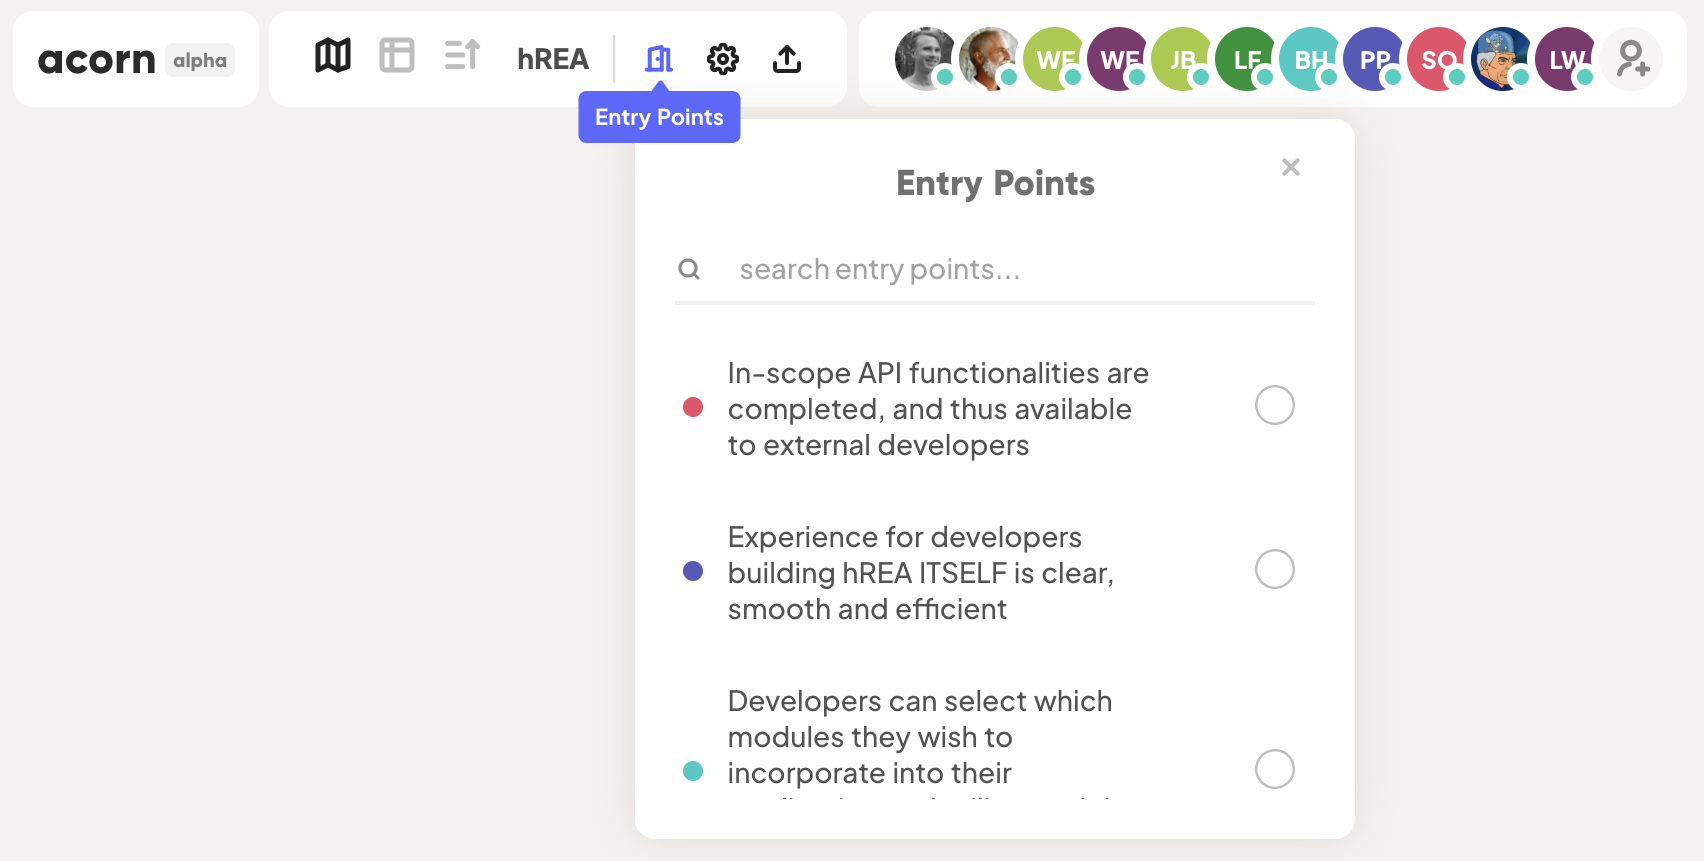 acorn alpha
hREA
WE WE JB LF BH PP SO LW
Entry Points
Entry Points
search entry points...
In-scope API functionalities are
completed, and thus available
to external developers
Experience for developers
building hREA ITSELF is clear,
smooth and efficient
Developers can select which
modules they wish to
incorporate into their